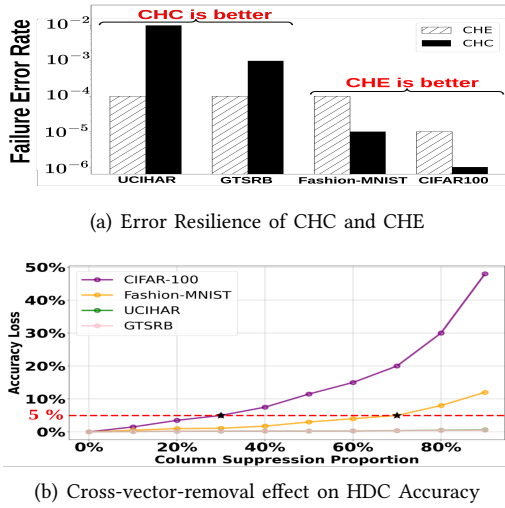 CHC is better
CHE
CHC
CHE is better
Failure Error Rate
10^-2
10^-3
10^-4
10^-5
10^-6
UCIHAR GTSRB Fashion-MNIST CIFAR100
(a) Error Resilience of CHC and CHE
50%
40%
30%
20%
10%
5 %
0%
Accuracy Loss
CIFAR-100
Fashion-MNIST
UCIHAR
GTSRB
0% 20% 40% 60% 80%
Column Suppression Proportion
(b) Cross-vector-removal effect on HDC Accuracy